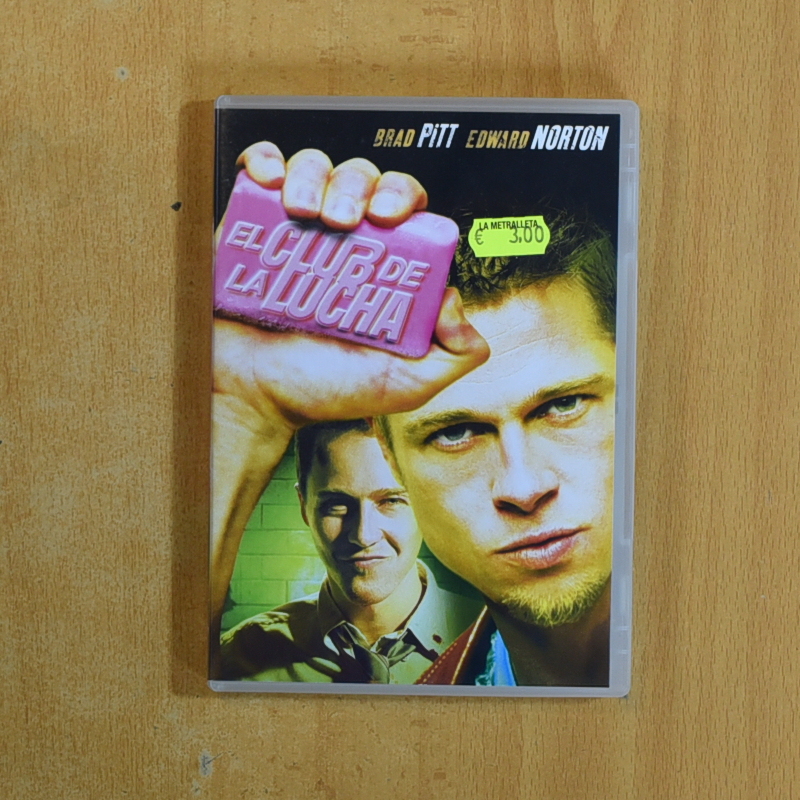 BRAD PITT EDWARD NORTON
LA METRALLETA
€ 3,00
EL CLUB DE
LA LUCHA